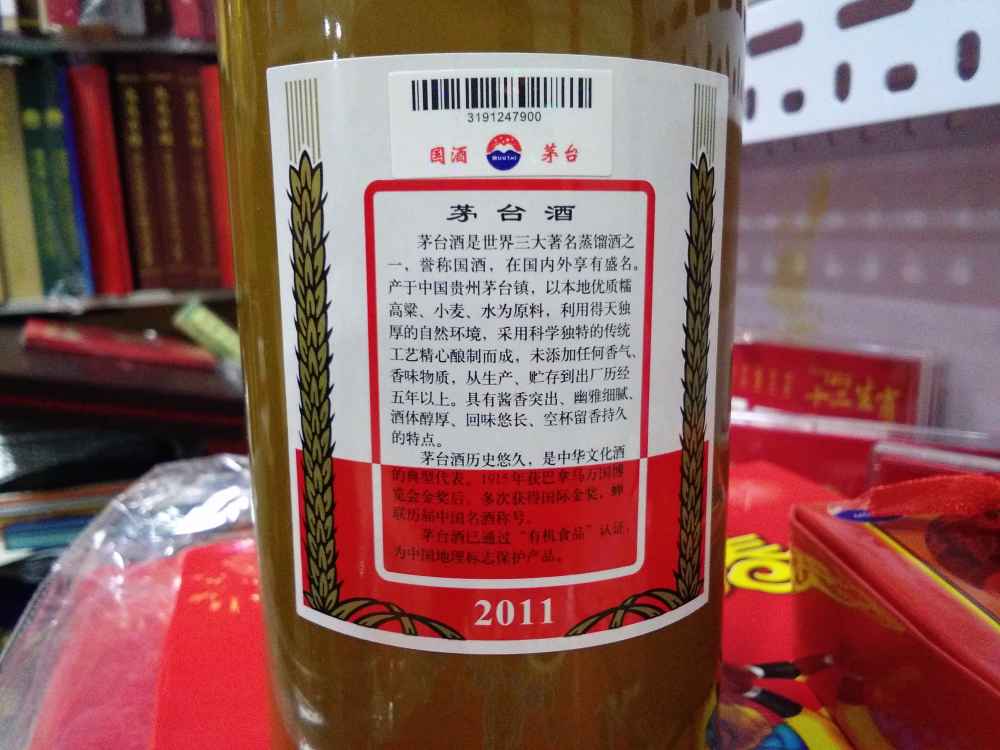 3191247900
国酒 MOUTAI 茅台
茅台酒
茅台酒是世界三大著名蒸馏酒之
一，誉称国酒，在国内外享有盛名。
产于中国贵州茅台镇，以本地优质糯
高粱、小麦、水为原料，利用得天独
厚的自然环境，采用科学独特的传统
工艺精心酿制而成，未添加任何香气、
香味物质，从生产、贮存到出厂历经
五年以上。具有酱香突出、幽雅细腻、
酒体醇厚、回味悠长、空杯留香持久
的特点。
茅台酒历史悠久，是中华文化酒
的典型代表。1915年获巴拿马万国博
览会金奖后，多次获得国际金奖，蝉
联历届中国名酒称号。
茅台酒已通过“有机食品”认证，
为中国地理标志保护产品。
2011
十二生肖